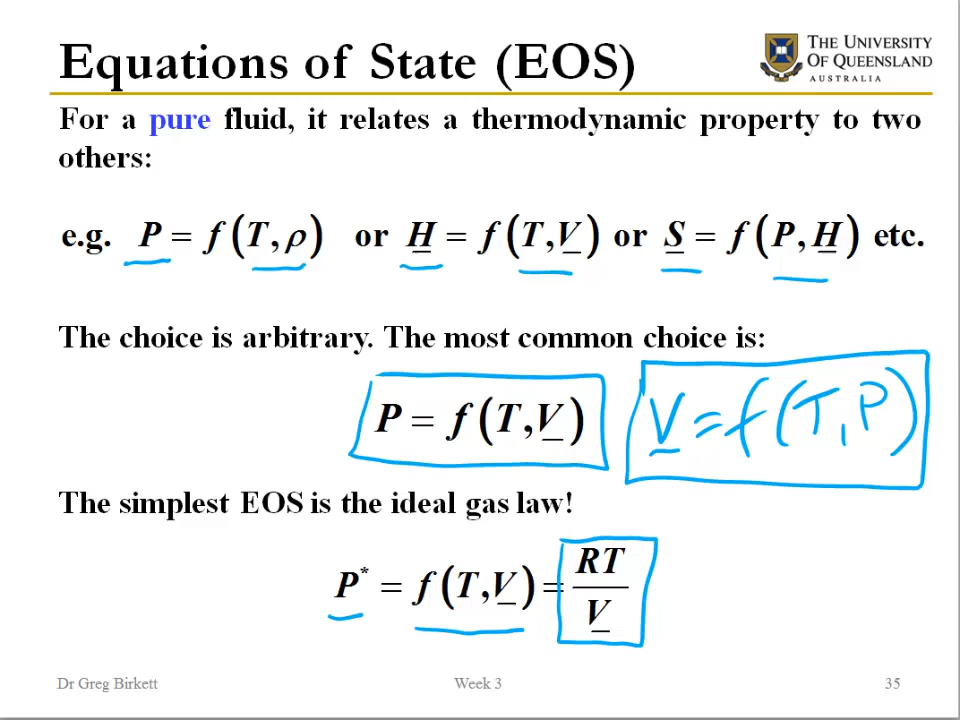 Equations of State (EOS)
THE UNIVERSITY
OF QUEENSLAND
AUSTRALIA
For a pure fluid, it relates a thermodynamic property to two
others:
e.g. P = f(T, ρ) or H̲ = f(T,V̲) or S̲ = f(P, H̲) etc.
The choice is arbitrary. The most common choice is:
P = f(T,V̲)
V̲ = f(T,P)
The simplest EOS is the ideal gas law!
P* = f(T,V̲) = RT/V̲
Dr Greg Birkett
Week 3
35